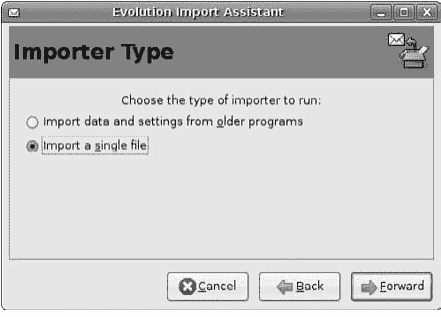 Evolution Import Assistant
Importer Type
Choose the type of importer to run:
Import data and settings from older programs
Import a single file
Cancel
Back
Forward